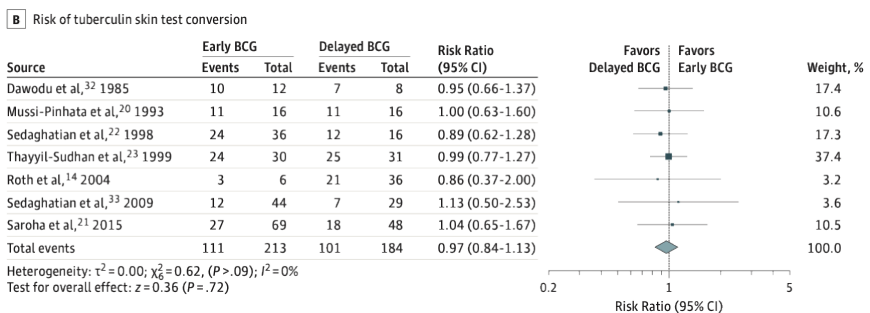 B Risk of tuberculin skin test conversion
Early BCG Delayed BCG Risk Ratio Favors Favors
Source Events Total Events Total (95% CI) Delayed BCG Early BCG Weight, %
Dawodu et al,32 1985 10 12 7 8 0.95 (0.66-1.37) 17.4
Mussi-Pinhata et al,20 1993 11 16 11 16 1.00 (0.63-1.60) 10.6
Sedaghatian et al,22 1998 24 36 12 16 0.89 (0.62-1.28) 17.3
Thayyil-Sudhan et al,23 1999 24 30 25 31 0.99 (0.77-1.27) 37.4
Roth et al,14 2004 3 6 21 36 0.86 (0.37-2.00) 3.2
Sedaghatian et al,33 2009 12 44 7 29 1.13 (0.50-2.53) 3.6
Saroha et al,21 2015 27 69 18 48 1.04 (0.65-1.67) 10.5
Total events 111 213 101 184 0.97 (0.84-1.13) 100.0
Heterogeneity: τ2 = 0.00; χ26 = 0.62, (P >.09); I2 = 0%
Test for overall effect: z = 0.36 (P = .72)
0.2 1 5
Risk Ratio (95% CI)